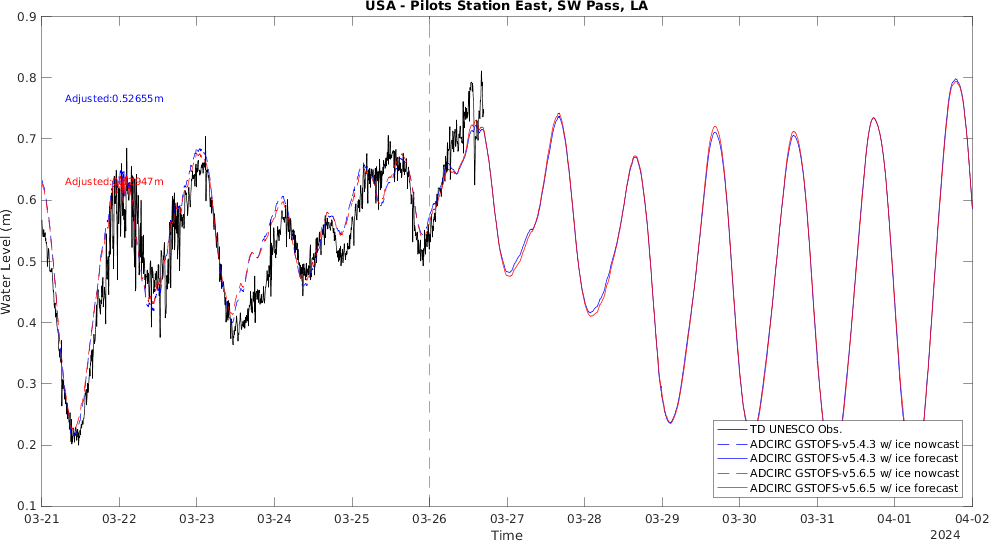 USA - Pilots Station East, SW Pass, LA
0.9
0.8
0.7
0.6
0.5
0.4
0.3
0.2
0.1
Water Level (m)
Adjusted:0.52655m
TD UNESCO Obs.
ADCIRC GSTOFS-v5.4.3 w/ ice nowcast
ADCIRC GSTOFS-v5.4.3 w/ ice forecast
ADCIRC GSTOFS-v5.6.5 w/ ice nowcast
ADCIRC GSTOFS-v5.6.5 w/ ice forecast
03-21 03-22 03-23 03-24 03-25 03-26 03-27 03-28 03-29 03-30 03-31 04-01 04-02
Time
2024